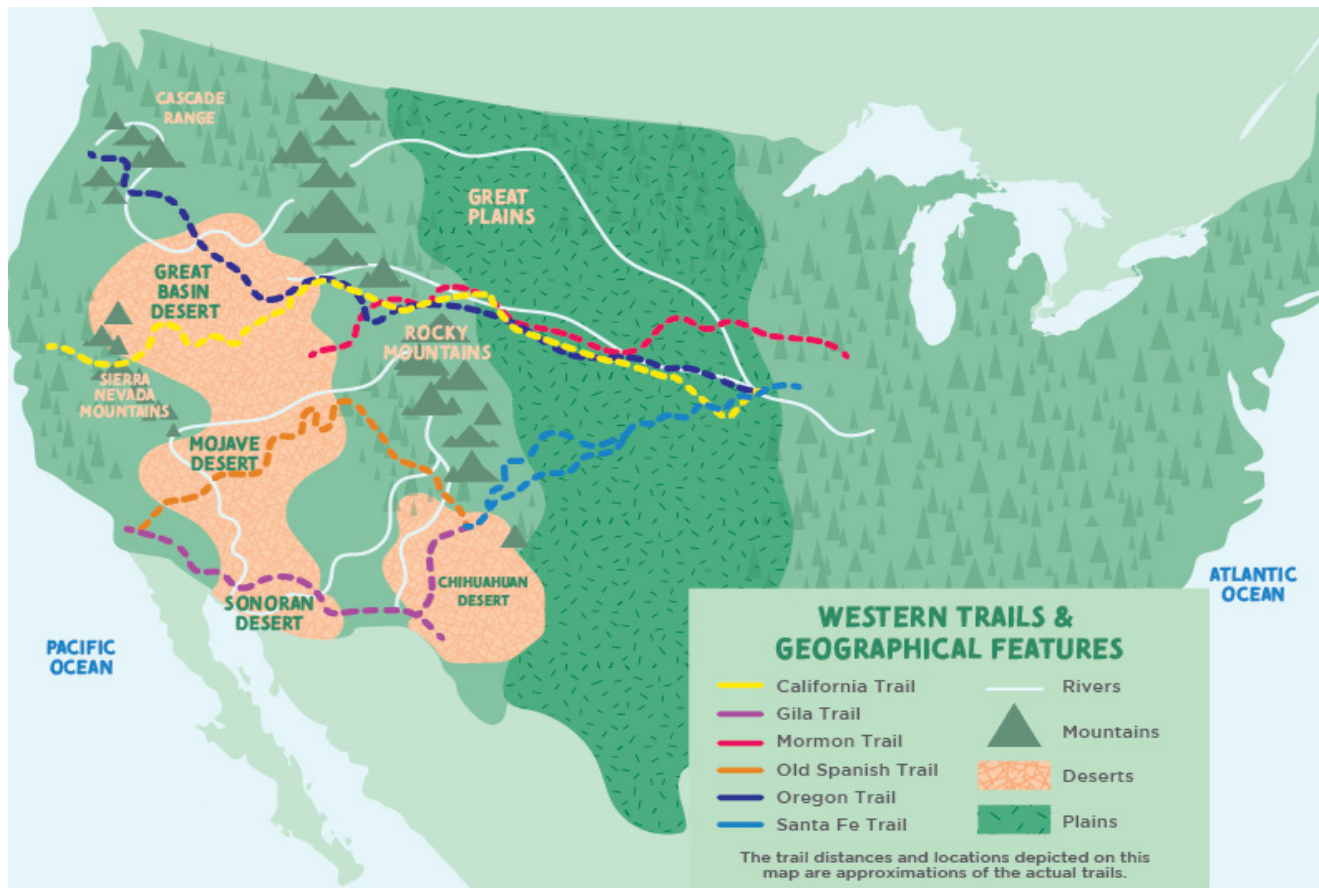 CASCADE
RANGE
GREAT
PLAINS
GREAT
BASIN
DESERT
ROCKY
MOUNTAINS
SIERRA
NEVADA
MOUNTAINS
MOJAVE
DESERT
CHIHUAHUAN
DESERT
SONORAN
DESERT
PACIFIC
OCEAN
ATLANTIC
OCEAN
WESTERN TRAILS &
GEOGRAPHICAL FEATURES
California Trail
Gila Trail
Mormon Trail
Old Spanish Trail
Oregon Trail
Santa Fe Trail
Rivers
Mountains
Deserts
Plains
The trail distances and locations depicted on this
map are approximations of the actual trails.